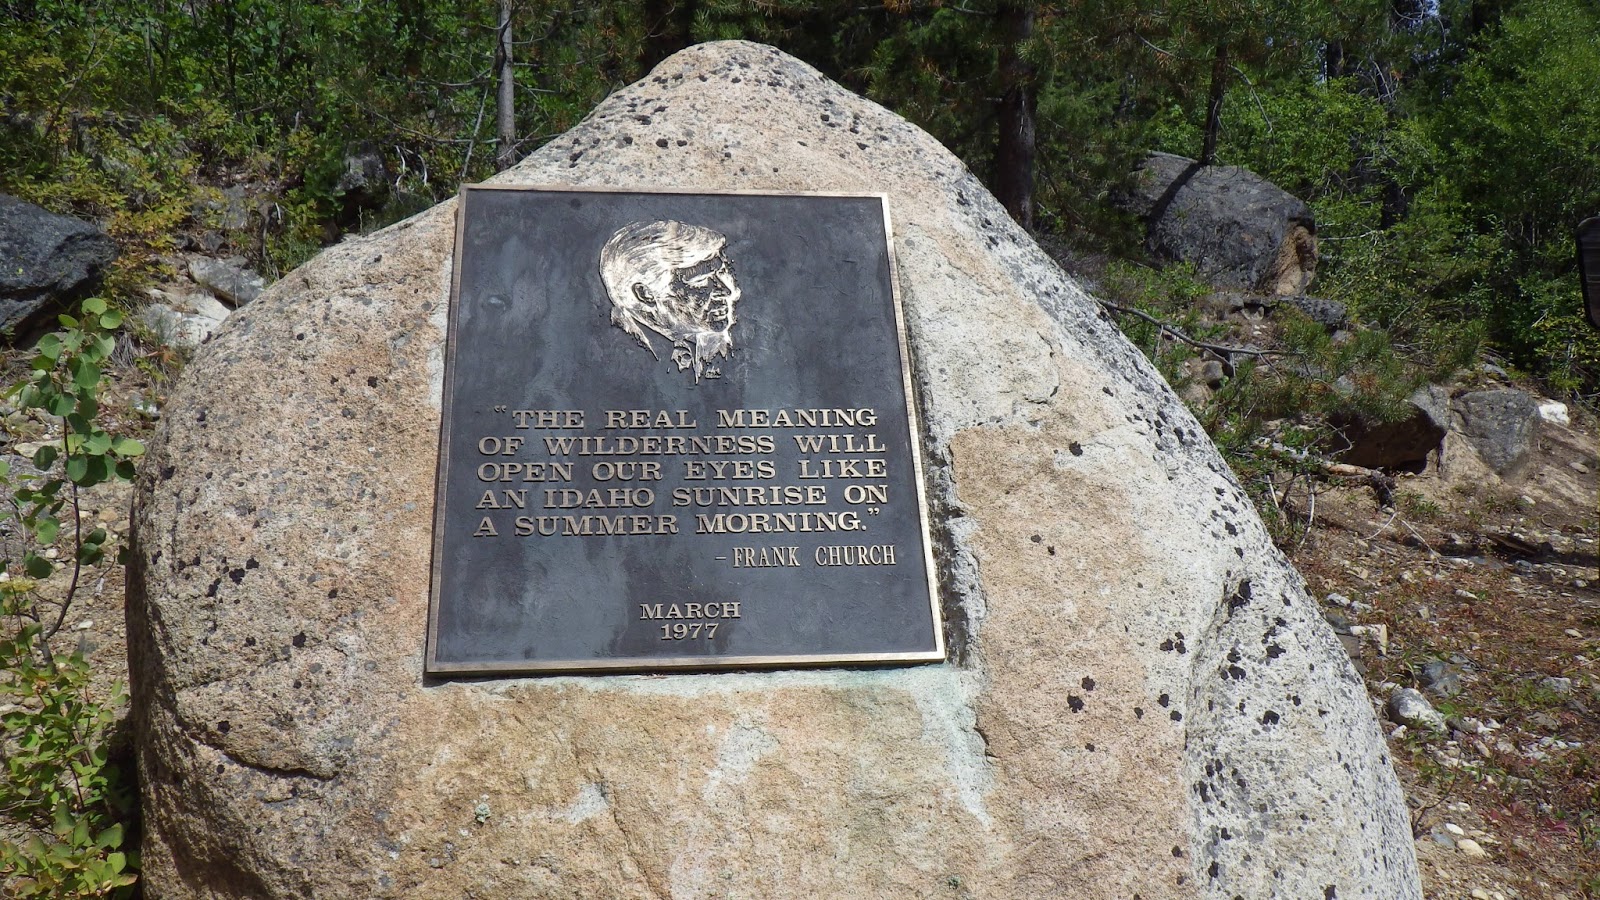 “THE REAL MEANING
OF WILDERNESS WILL
OPEN OUR EYES LIKE
AN IDAHO SUNRISE ON
A SUMMER MORNING.”
– FRANK CHURCH
MARCH
1977